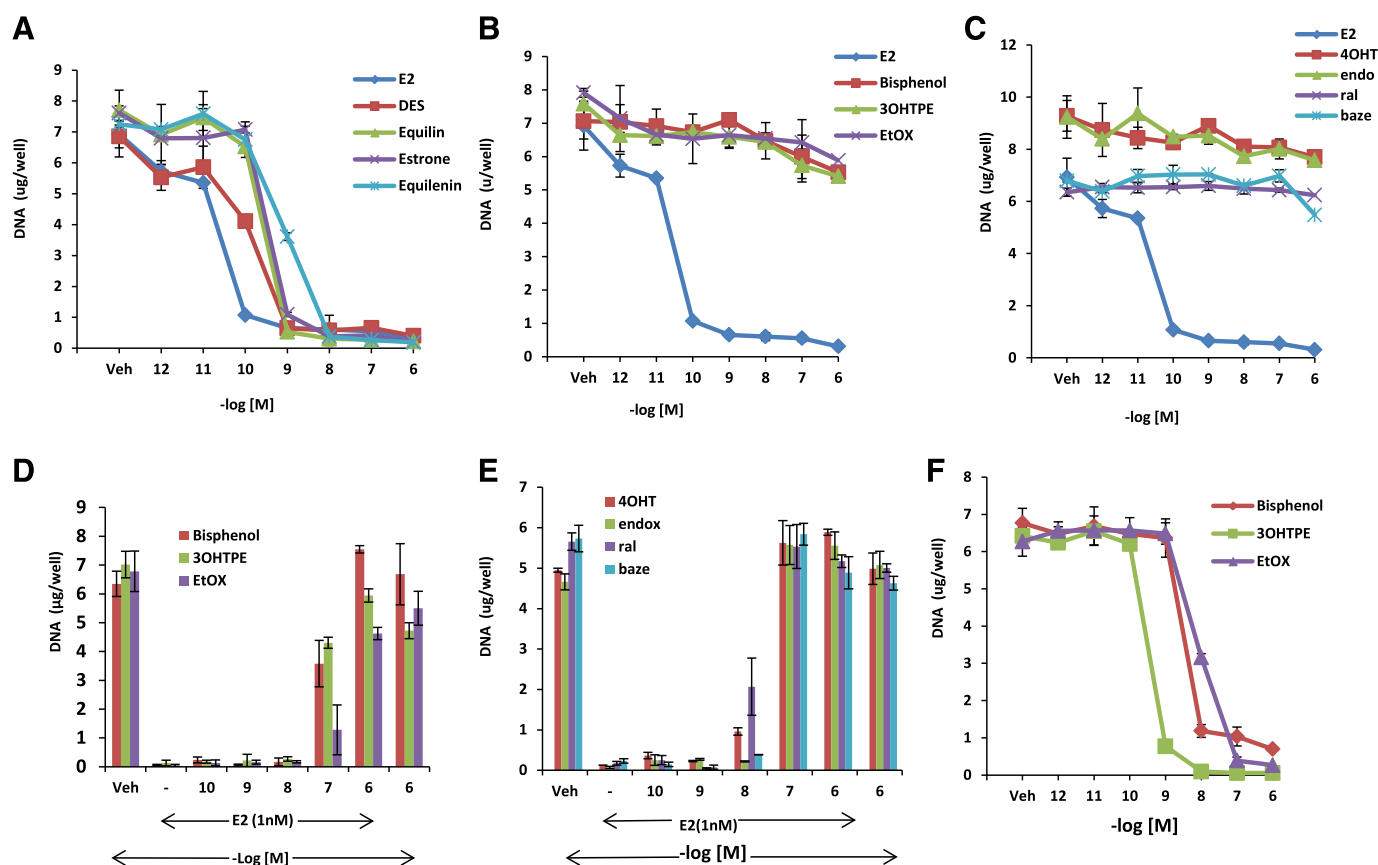 A
DNA (ug/well)
9
8
7
6
5
4
3
2
1
0
Veh 12 11 10 9 8 7 6
-log [M]
E2
DES
Equilin
Estrone
Equilenin
B
DNA (u/well)
9
8
7
6
5
4
3
2
1
0
Veh 12 11 10 9 8 7 6
-log [M]
E2
Bisphenol
3OHTPE
EtOX
C
DNA (ug/well)
12
10
8
6
4
2
0
Veh 12 11 10 9 8 7 6
-log [M]
E2
4OHT
endo
ral
baze
D
DNA (µg/well)
9
8
7
6
5
4
3
2
1
0
Bisphenol
3OHTPE
EtOX
Veh - 10 9 8 7 6 6
E2 (1nM)
-Log [M]
E
DNA (ug/well)
7
6
5
4
3
2
1
0
4OHT
endox
ral
baze
Veh - 10 9 8 7 6 6
E2(1nM)
-log [M]
F
DNA (ug/well)
8
7
6
5
4
3
2
1
0
Veh 12 11 10 9 8 7 6
-log [M]
Bisphenol
3OHTPE
EtOX